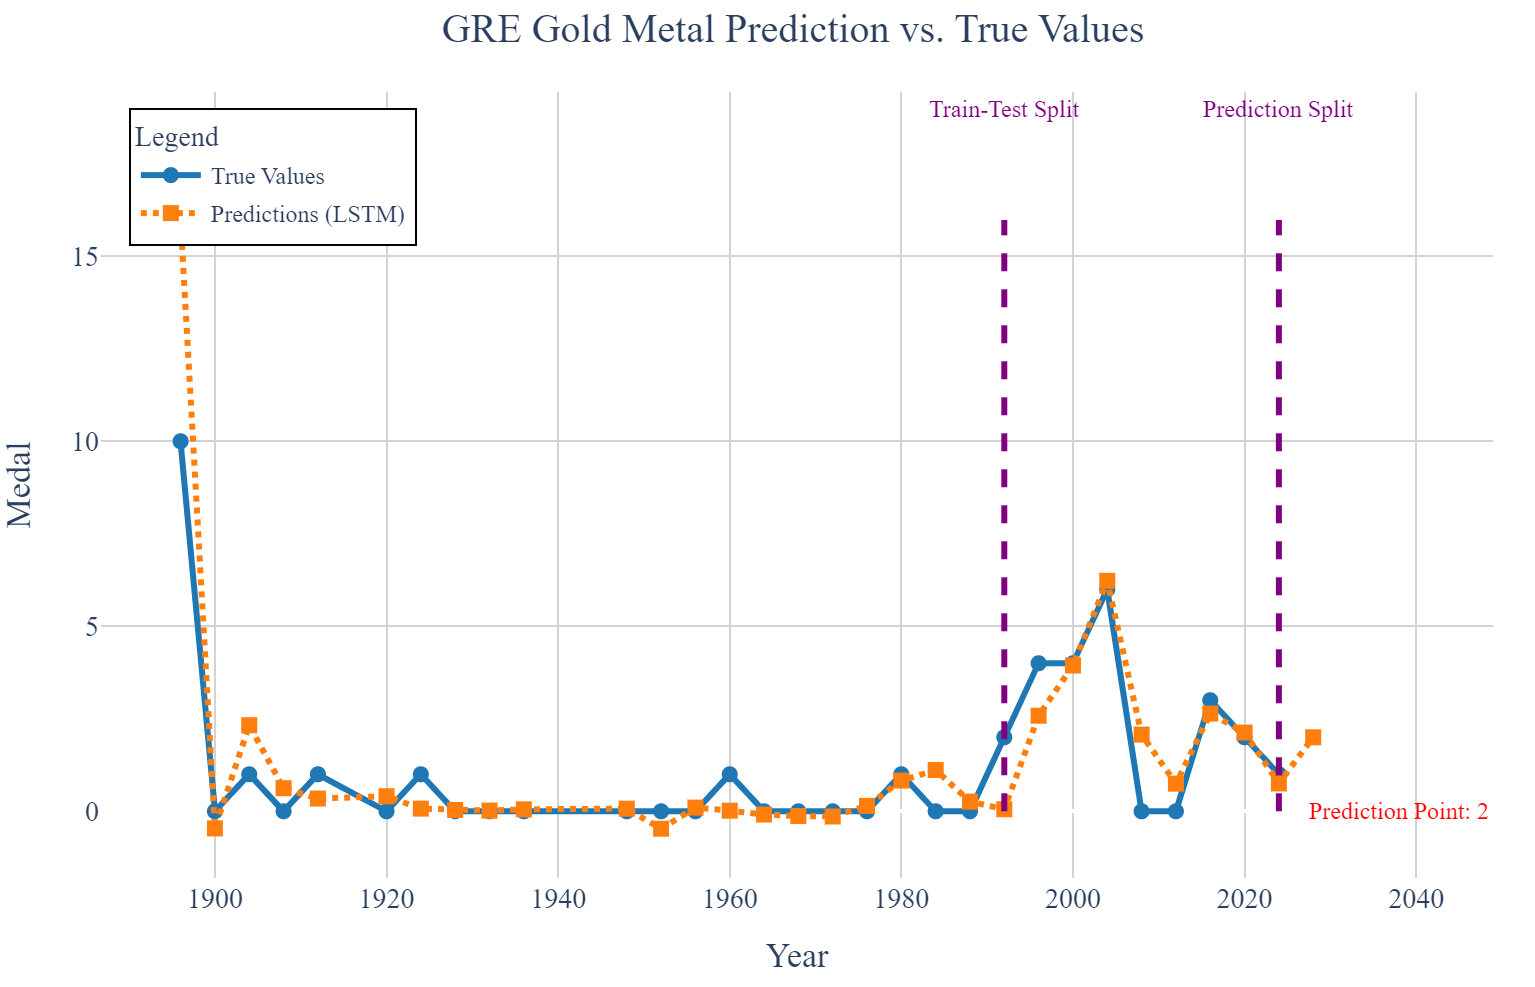 GRE Gold Metal Prediction vs. True Values
Train-Test Split
Prediction Split
Legend
True Values
Predictions (LSTM)
15
10
5
0
Medal
Prediction Point: 2
1900
1920
1940
1960
1980
2000
2020
2040
Year